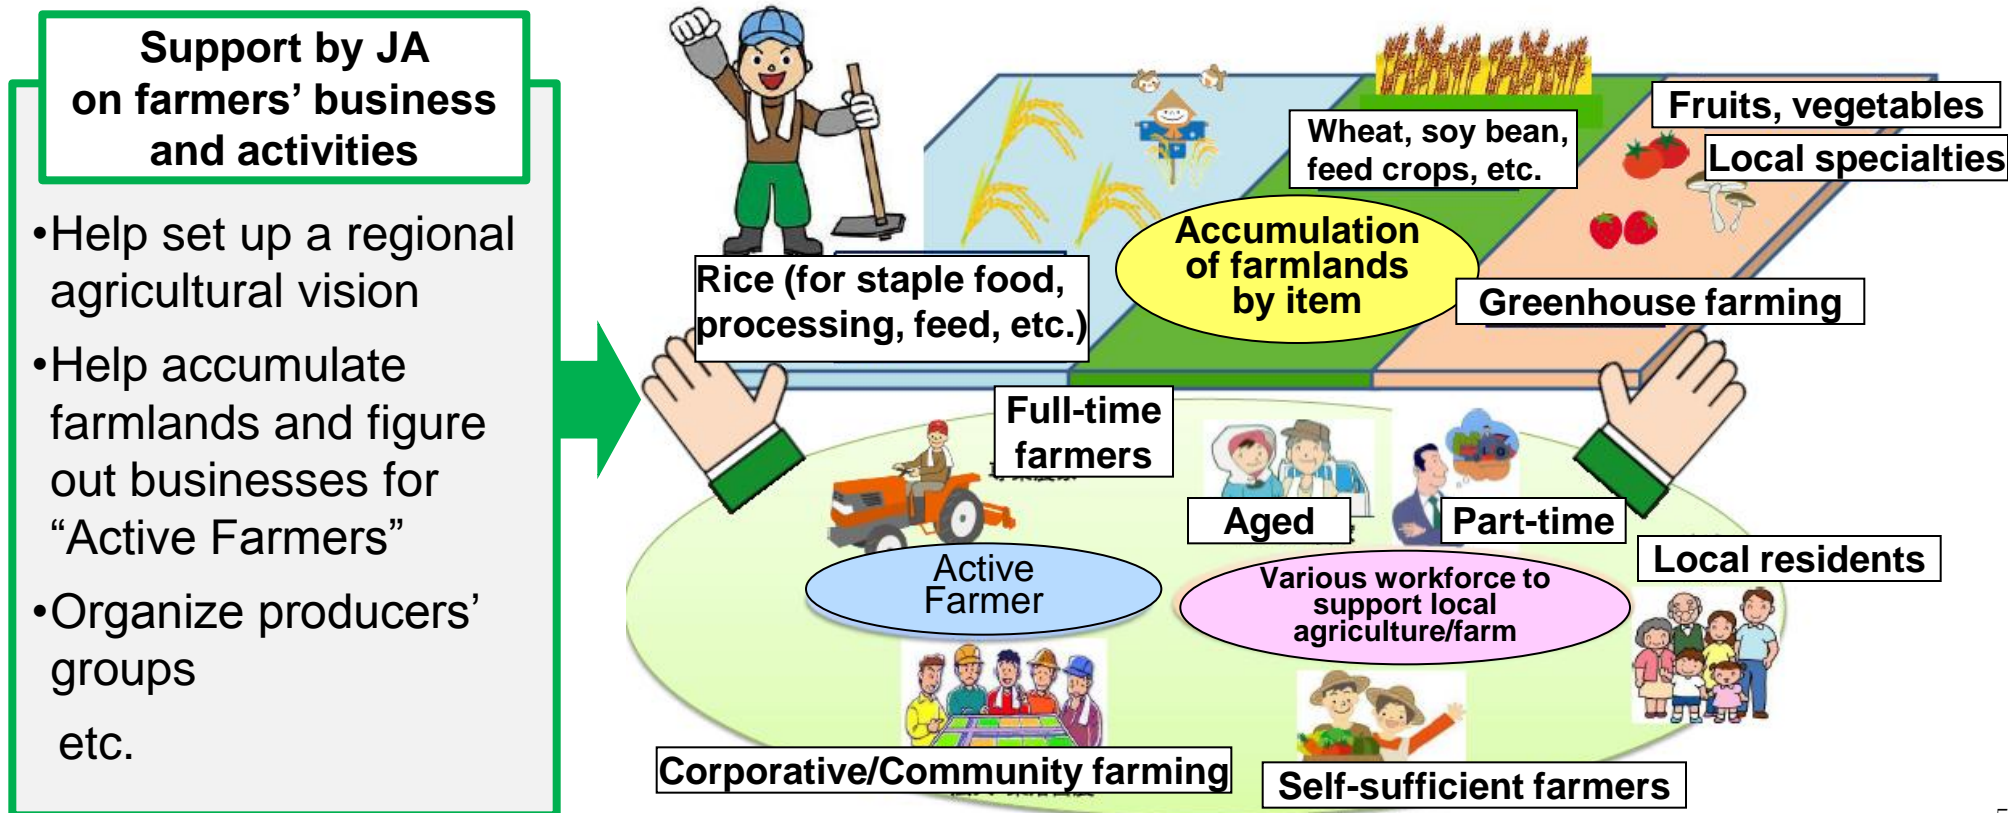 Support by JA
on farmers’ business
and activities
•Help set up a regional
agricultural vision
•Help accumulate
farmlands and figure
out businesses for
“Active Farmers”
•Organize producers’
groups
etc.
Wheat, soy bean,
feed crops, etc.
Fruits, vegetables
Local specialties
Accumulation
of farmlands
by item
Rice (for staple food,
processing, feed, etc.)
Greenhouse farming
Full-time
farmers
Aged
Part-time
Local residents
Active
Farmer
Various workforce to
support local
agriculture/farm
Corporative/Community farming
Self-sufficient farmers